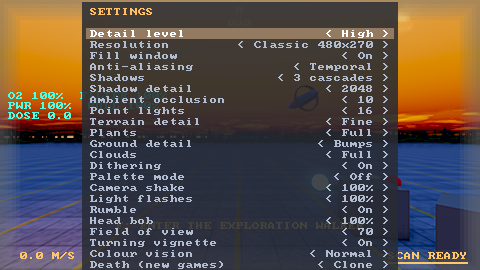 SETTINGS
Detail level < High >
Resolution < Classic 480x270 >
Fill window < On >
Anti-aliasing < Temporal >
Shadows < 3 cascades >
Shadow detail < 2048 >
Ambient occlusion < 10 >
Point lights < 16 >
Terrain detail < Fine >
Plants < Full >
Ground detail < Bumps >
Clouds < Full >
Dithering < On >
Palette mode < Off >
Camera shake < 100% >
Light flashes < 100% >
Rumble < On >
Head bob < 100% >
Field of view < 70 >
Turning vignette < On >
Colour vision < Normal >
Death (new games) < Clone >
O2 100%
PWR 100%
DOSE 0.0
THE EXPLORATION
0.0 M/S
CAN READY